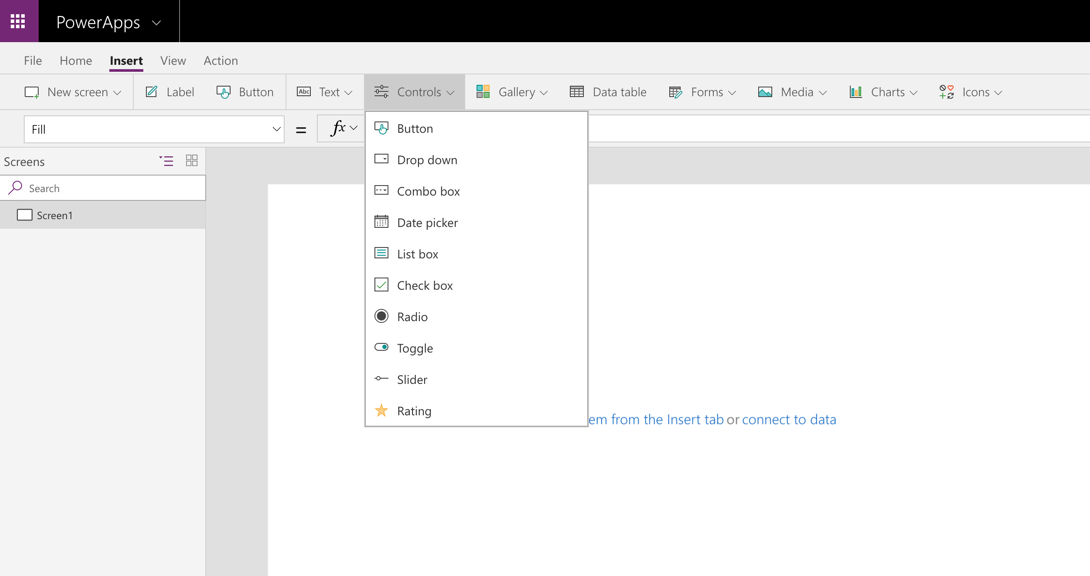 PowerApps
File Home Insert View Action
New screen Label Button Abc Text Controls Gallery Data table Forms Media Charts Icons
Fill = fx
Screens
Search
Screen1
Button
Drop down
Combo box
Date picker
List box
Check box
Radio
Toggle
Slider
Rating
from the Insert tab or connect to data